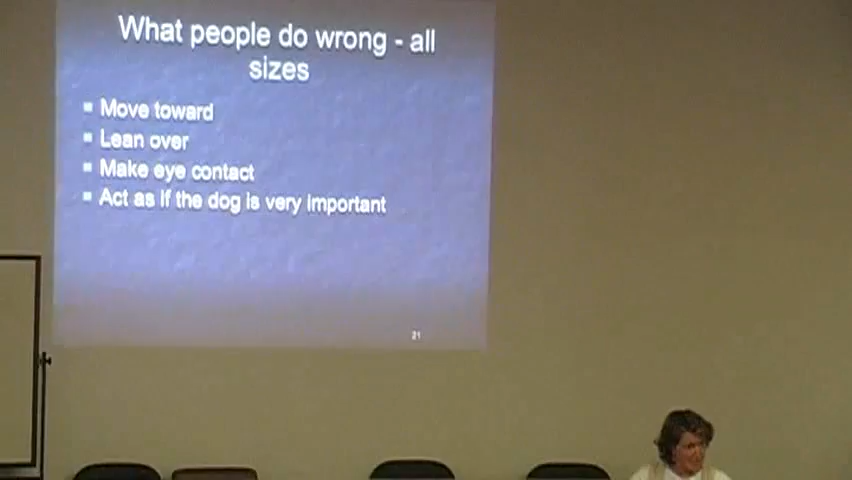 What people do wrong - all
sizes
Move toward
Lean over
Make eye contact
Act as if the dog is very important
21